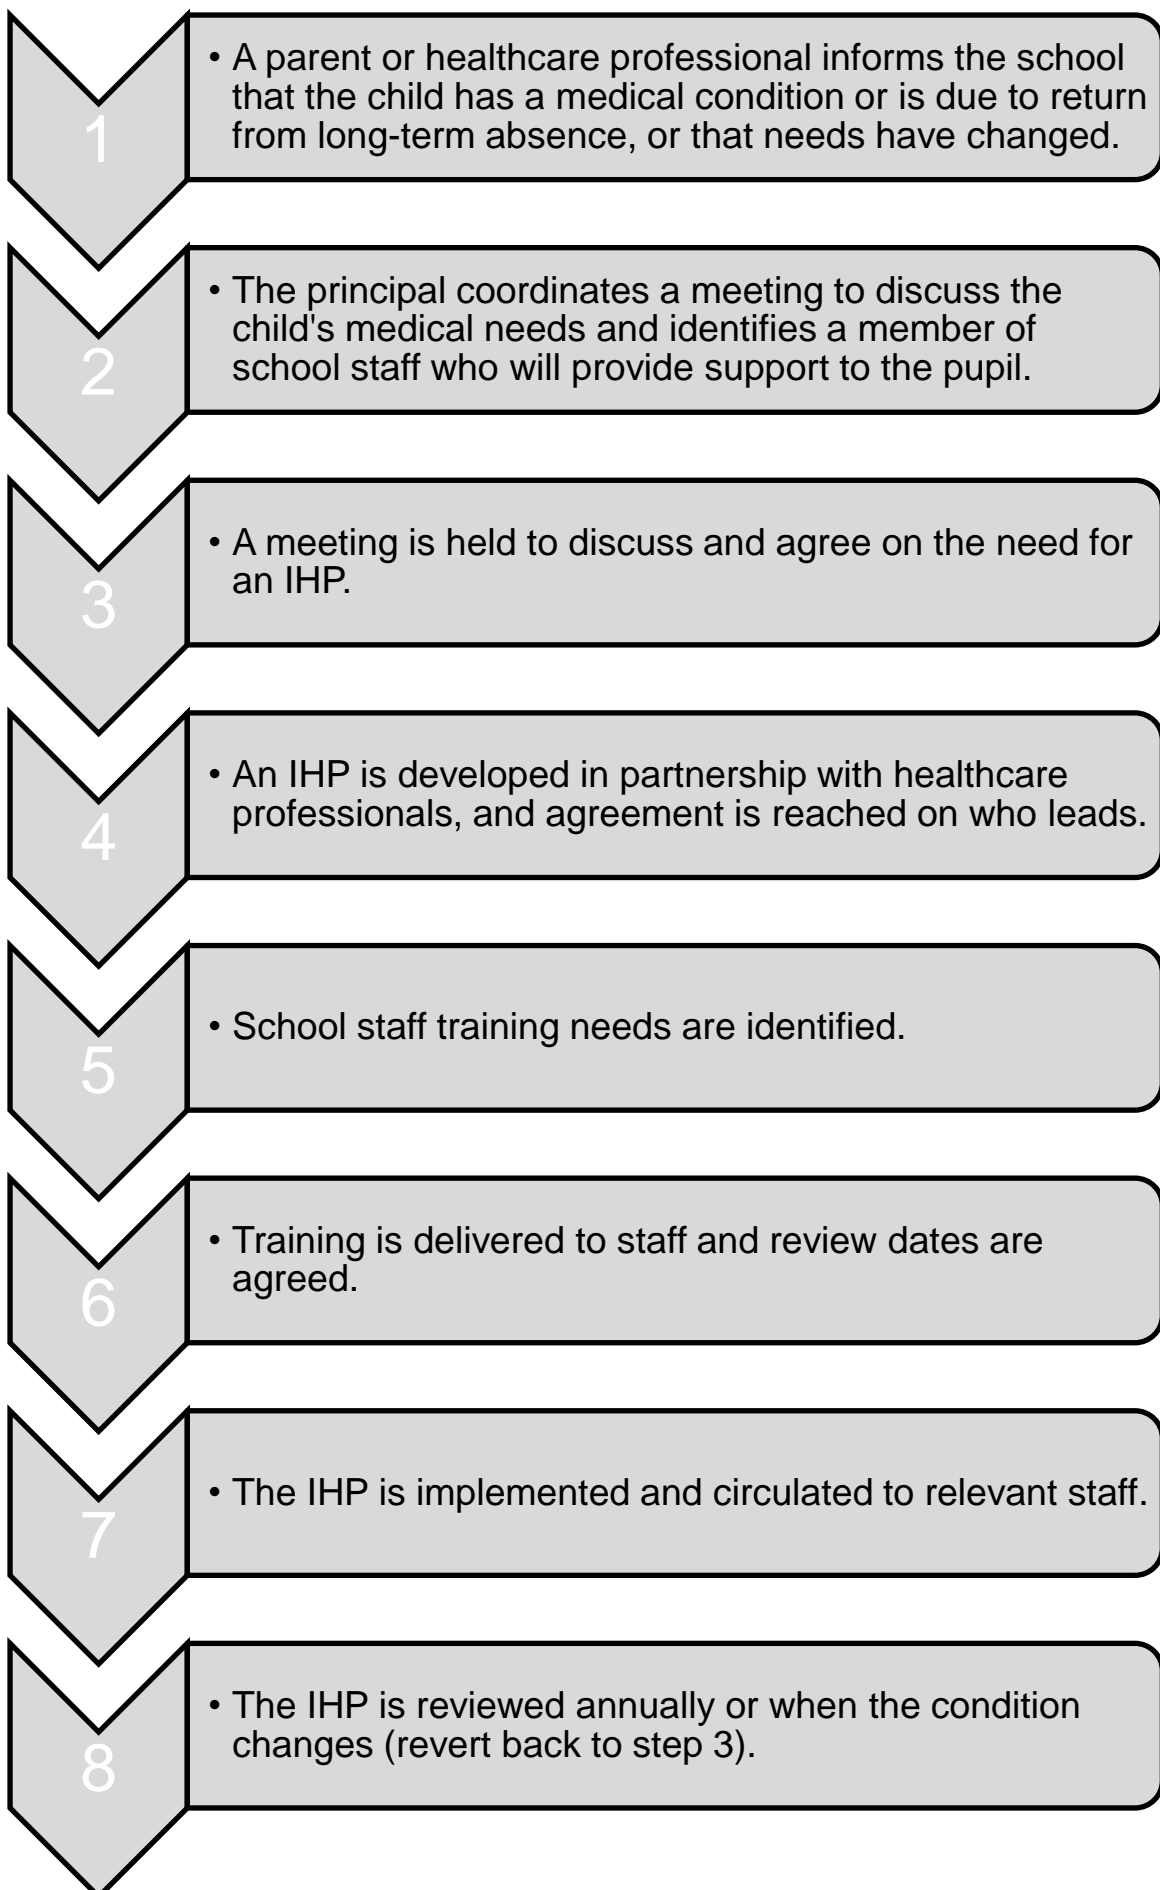 1
• A parent or healthcare professional informs the school
that the child has a medical condition or is due to return
from long-term absence, or that needs have changed.
2
• The principal coordinates a meeting to discuss the
child's medical needs and identifies a member of
school staff who will provide support to the pupil.
3
• A meeting is held to discuss and agree on the need for
an IHP.
4
• An IHP is developed in partnership with healthcare
professionals, and agreement is reached on who leads.
5
• School staff training needs are identified.
6
• Training is delivered to staff and review dates are
agreed.
7
• The IHP is implemented and circulated to relevant staff.
8
• The IHP is reviewed annually or when the condition
changes (revert back to step 3).